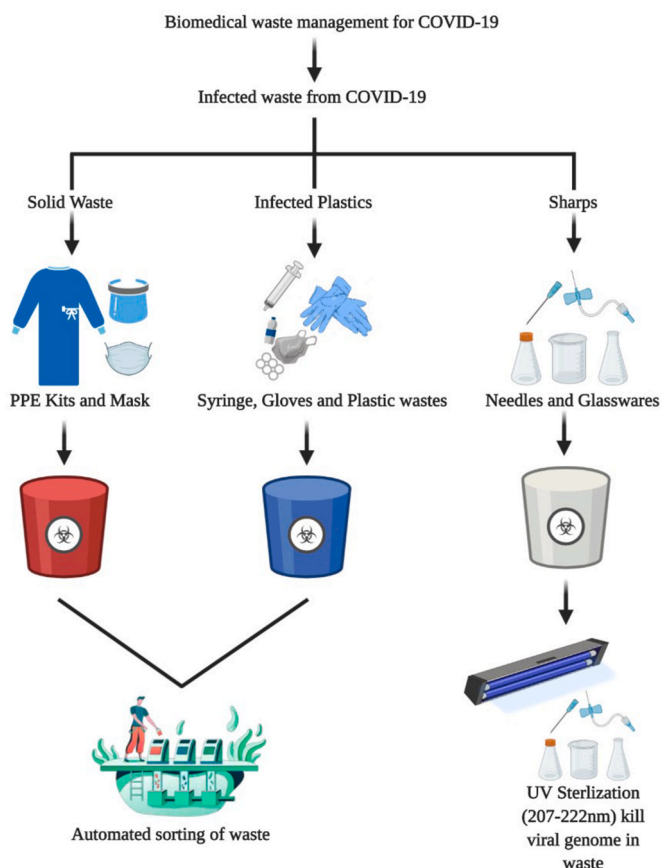 Biomedical waste management for COVID-19
Infected waste from COVID-19
Solid Waste
Infected Plastics
Sharps
PPE Kits and Mask
Syringe, Gloves and Plastic wastes
Needles and Glasswares
Automated sorting of waste
UV Sterlization
(207-222nm) kill
viral genome in
waste